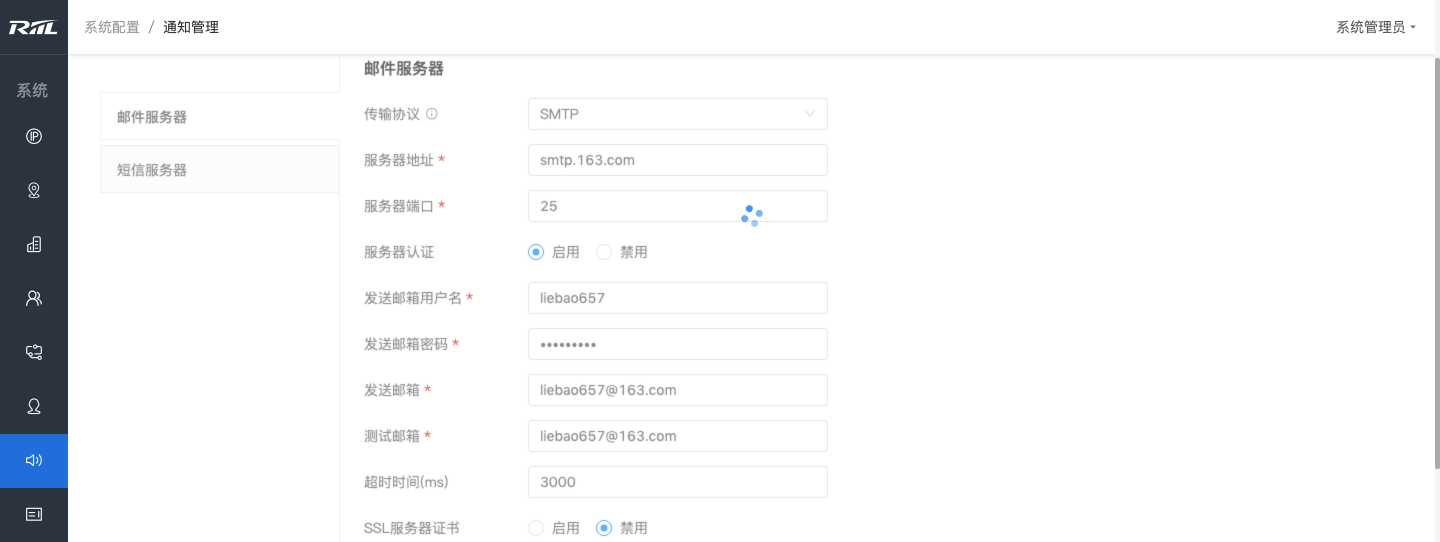 RIIL
系统配置 / 通知管理
系统管理员
系统
邮件服务器
短信服务器
邮件服务器
传输协议
SMTP
服务器地址 *
smtp.163.com
服务器端口 *
25
服务器认证
启用 禁用
发送邮箱用户名 *
liebao657
发送邮箱密码 *
•••••••••
发送邮箱 *
liebao657@163.com
测试邮箱 *
liebao657@163.com
超时时间(ms)
3000
SSL服务器证书
启用 禁用